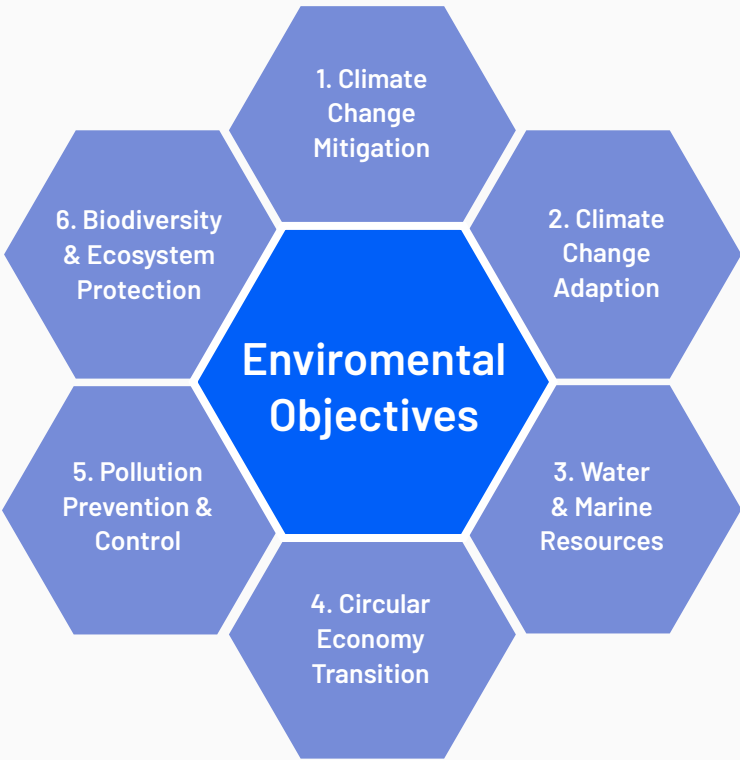 1. Climate
Change
Mitigation
2. Climate
Change
Adaption
3. Water
& Marine
Resources
4. Circular
Economy
Transition
5. Pollution
Prevention &
Control
6. Biodiversity
& Ecosystem
Protection
Enviromental
Objectives